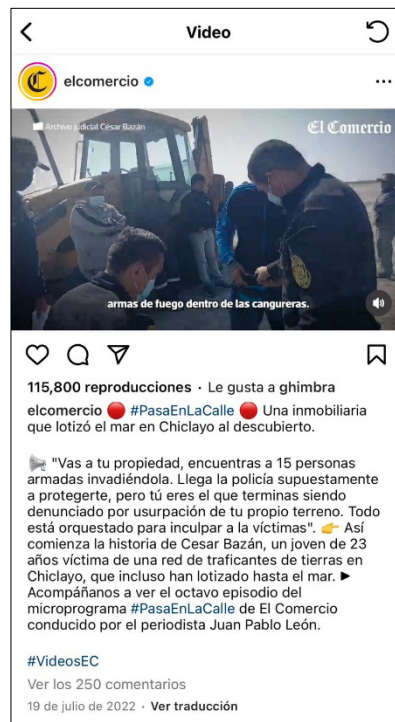 Video
elcomercio
Archivo judicial César Bazán
El Comercio
armas de fuego dentro de las cangureras.
115,800 reproducciones · Le gusta a ghimbra
elcomercio 🔴 #PasaEnLaCalle 🔴 Una inmobiliaria
que lotizó el mar en Chiclayo al descubierto.
📢 "Vas a tu propiedad, encuentras a 15 personas
armadas invadiéndola. Llega la policía supuestamente
a protegerte, pero tú eres el que terminas siendo
denunciado por usurpación de tu propio terreno. Todo
está orquestado para inculpar a la víctimas". 👉 Así
comienza la historia de Cesar Bazán, un joven de 23
años víctima de una red de traficantes de tierras en
Chiclayo, que incluso han lotizado hasta el mar. ▶
Acompáñanos a ver el octavo episodio del
microprograma #PasaEnLaCalle de El Comercio
conducido por el periodista Juan Pablo León.
#VideosEC
Ver los 250 comentarios
19 de julio de 2022 · Ver traducción